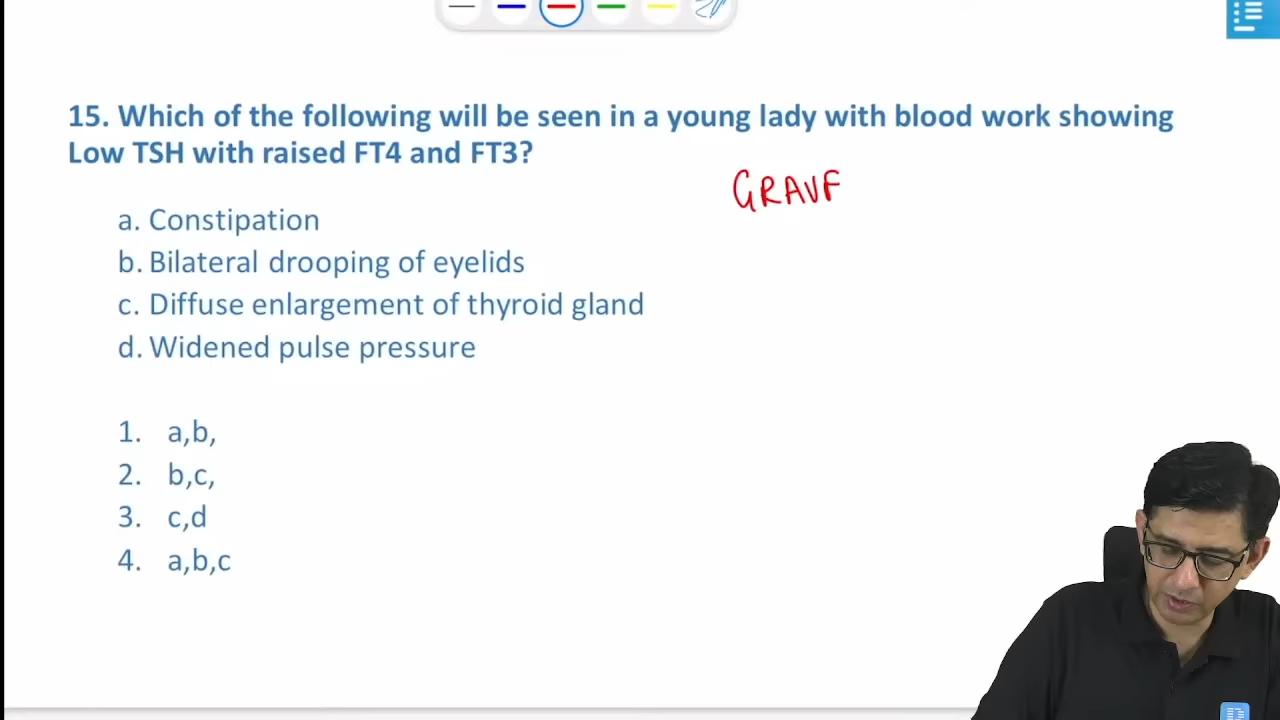 15. Which of the following will be seen in a young lady with blood work showing
Low TSH with raised FT4 and FT3?
GRAVF
a. Constipation
b. Bilateral drooping of eyelids
c. Diffuse enlargement of thyroid gland
d. Widened pulse pressure
1. a,b,
2. b,c,
3. c,d
4. a,b,c